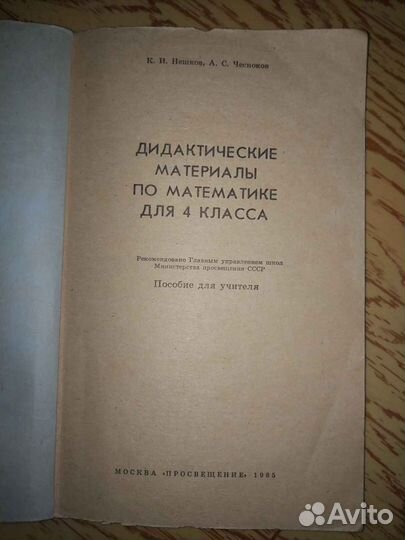 К. И. Нешков, А. С. Чесноков
ДИДАКТИЧЕСКИЕ
МАТЕРИАЛЫ
ПО МАТЕМАТИКЕ
ДЛЯ 4 КЛАССА
Рекомендовано Главным управлением школ
Министерства просвещения СССР
Пособие для учителя
МОСКВА «ПРОСВЕЩЕНИЕ» 1985
Avito